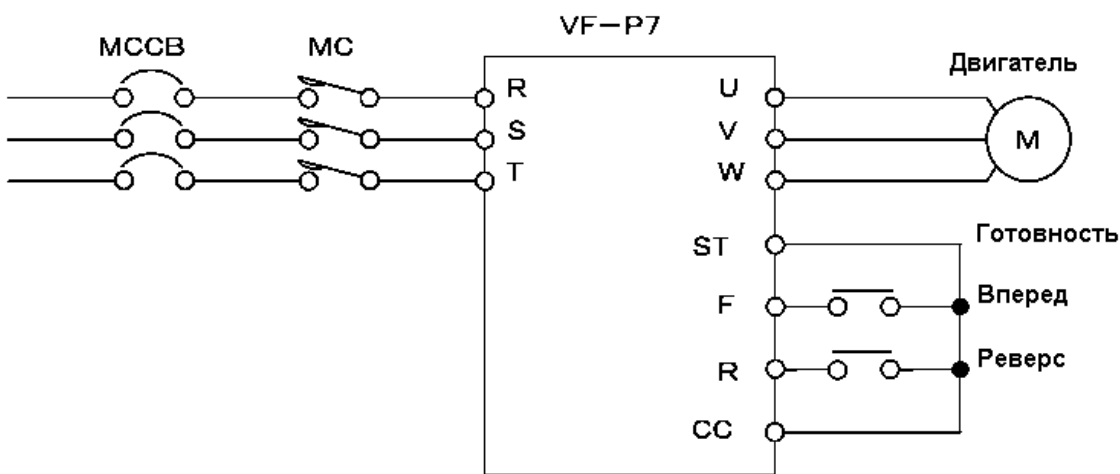 VF-P7
MCCB
MC
Двигатель
R
U
S
V
M
T
W
ST
Готовность
F
Вперед
R
Реверс
CC